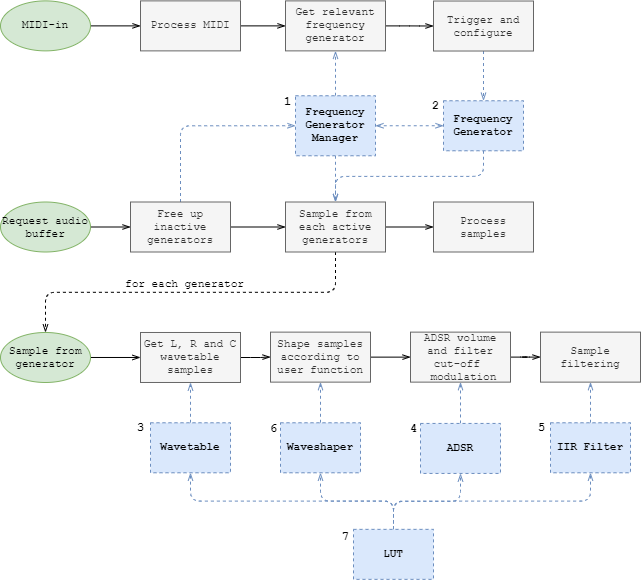 MIDI-in
Process MIDI
Get relevant
frequency
generator
Trigger and
configure
1
Frequency
Generator
Manager
2
Frequency
Generator
Request audio
buffer
Free up
inactive
generators
Sample from
each active
generators
Process
samples
for each generator
Sample from
generator
Get L, R and C
wavetable
samples
Shape samples
according to
user function
ADSR volume
and filter
cut-off
modulation
Sample
filtering
3
Wavetable
6
Waveshaper
4
ADSR
5
IIR Filter
7
LUT